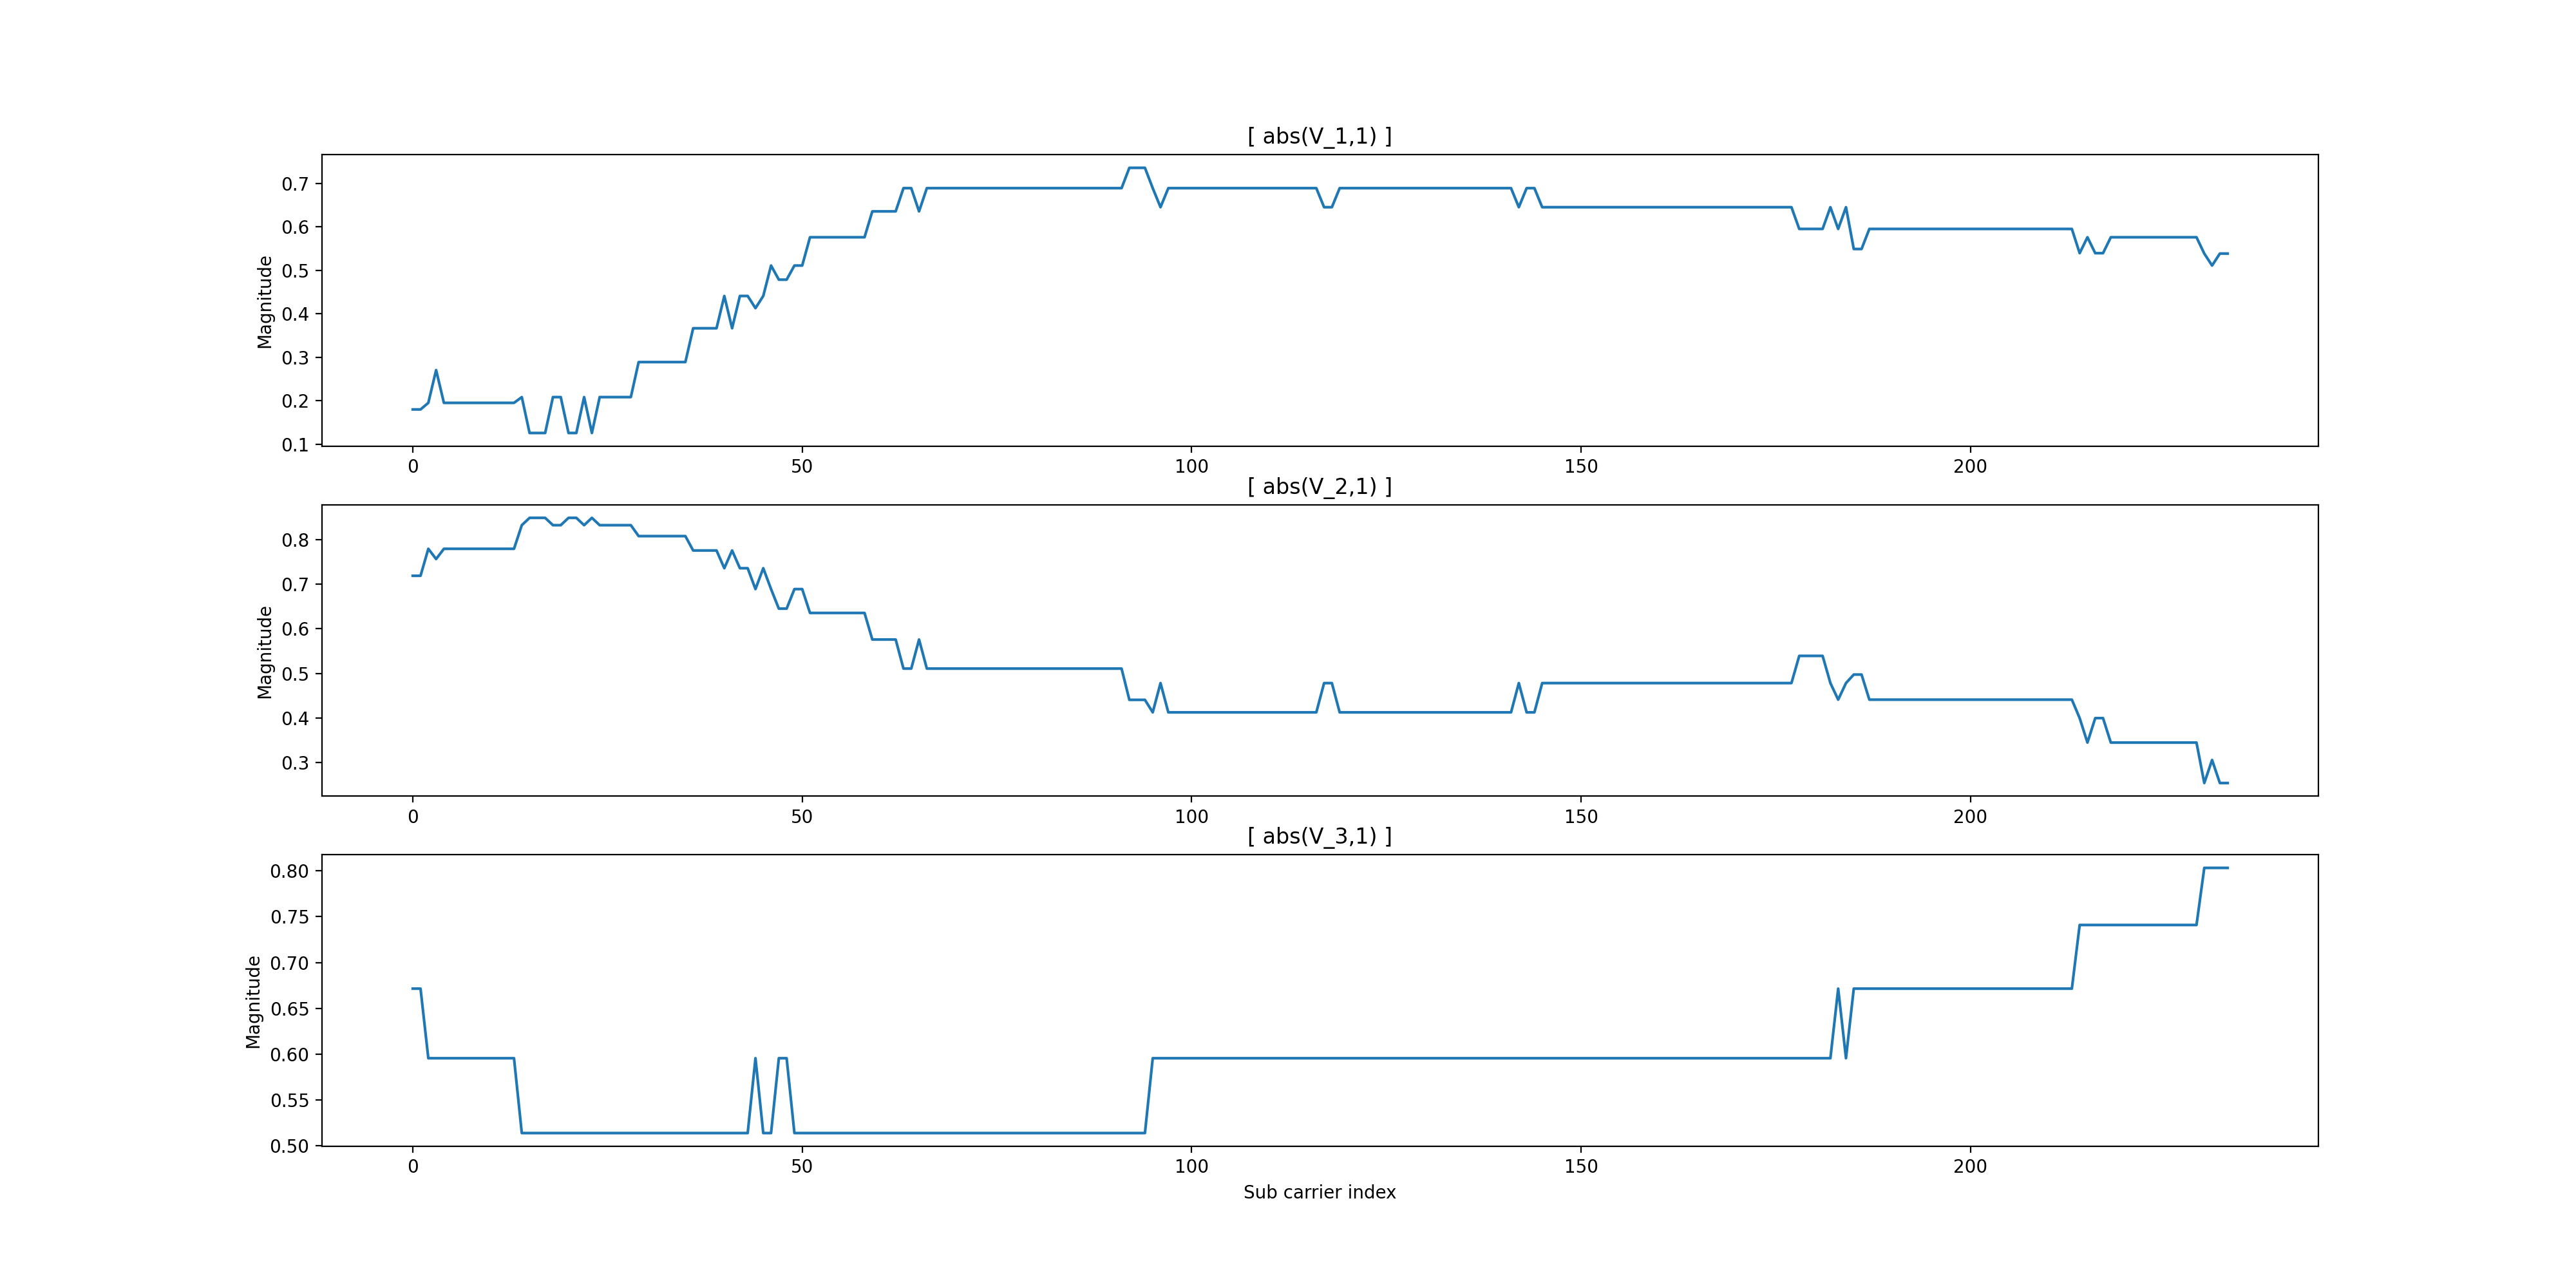 [ abs(V_1,1) ]
Magnitude
0.7
0.6
0.5
0.4
0.3
0.2
0.1
0 50 100 150 200
[ abs(V_2,1) ]
Magnitude
0.8
0.7
0.6
0.5
0.4
0.3
0 50 100 150 200
[ abs(V_3,1) ]
Magnitude
0.80
0.75
0.70
0.65
0.60
0.55
0.50
0 50 100 150 200
Sub carrier index